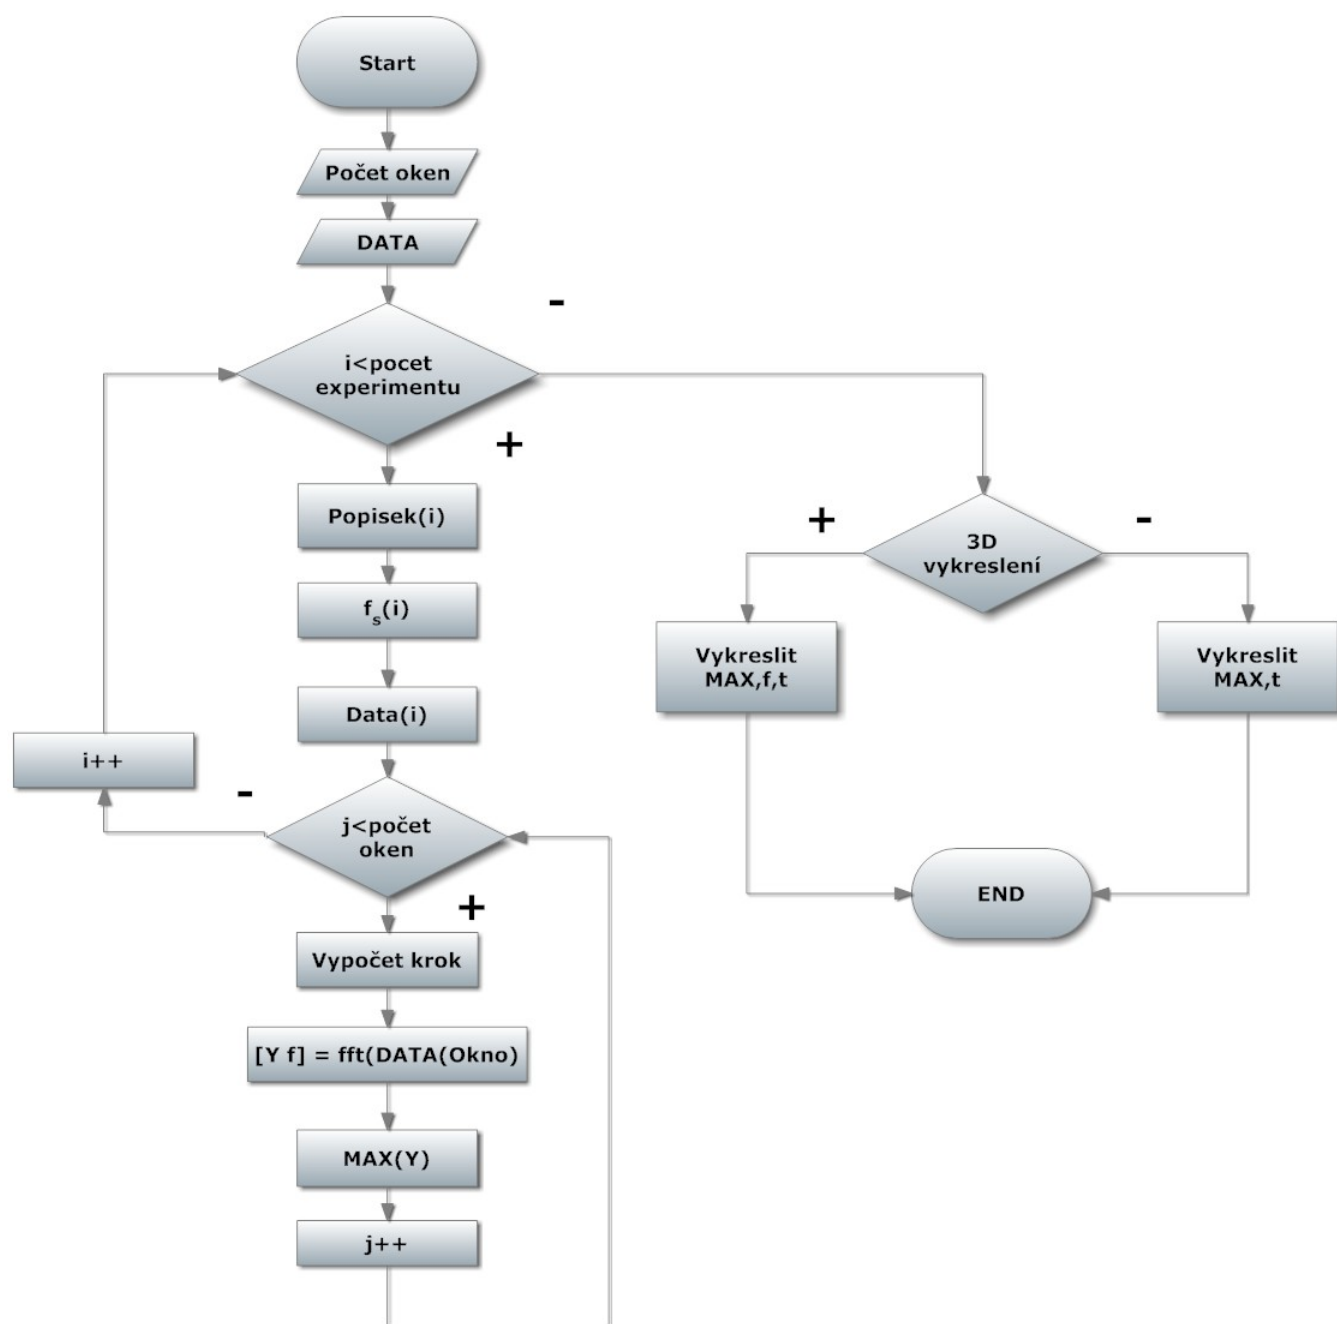 Start
Počet oken
DATA
-
i<pocet
experimentu
+
Popisek(i)
+
-
3D
vykreslení
fs(i)
Vykreslit
MAX,f,t
Vykreslit
MAX,t
Data(i)
i++
-
j<počet
oken
+
END
Vypočet krok
[Y f] = fft(DATA(Okno)
MAX(Y)
j++